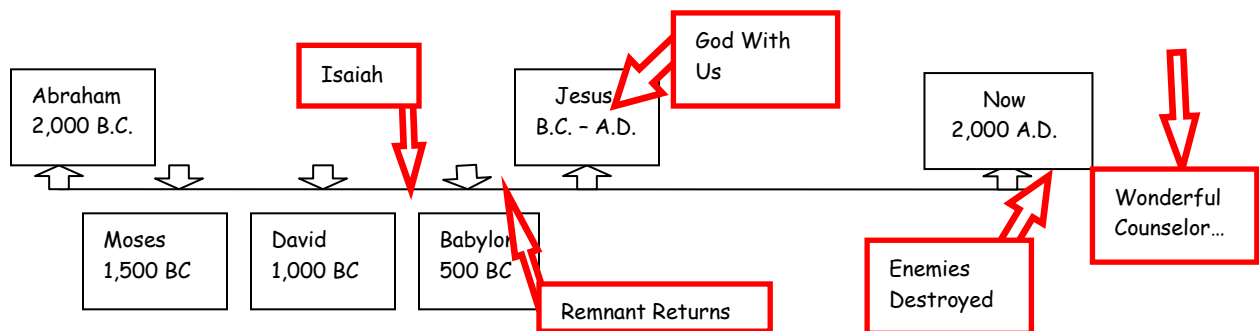 God With
Us
Isaiah
Abraham
2,000 B.C.
Jesus
B.C. – A.D.
Now
2,000 A.D.
Wonderful
Counselor…
Moses
1,500 BC
David
1,000 BC
Babylon
500 BC
Enemies
Destroyed
Remnant Returns